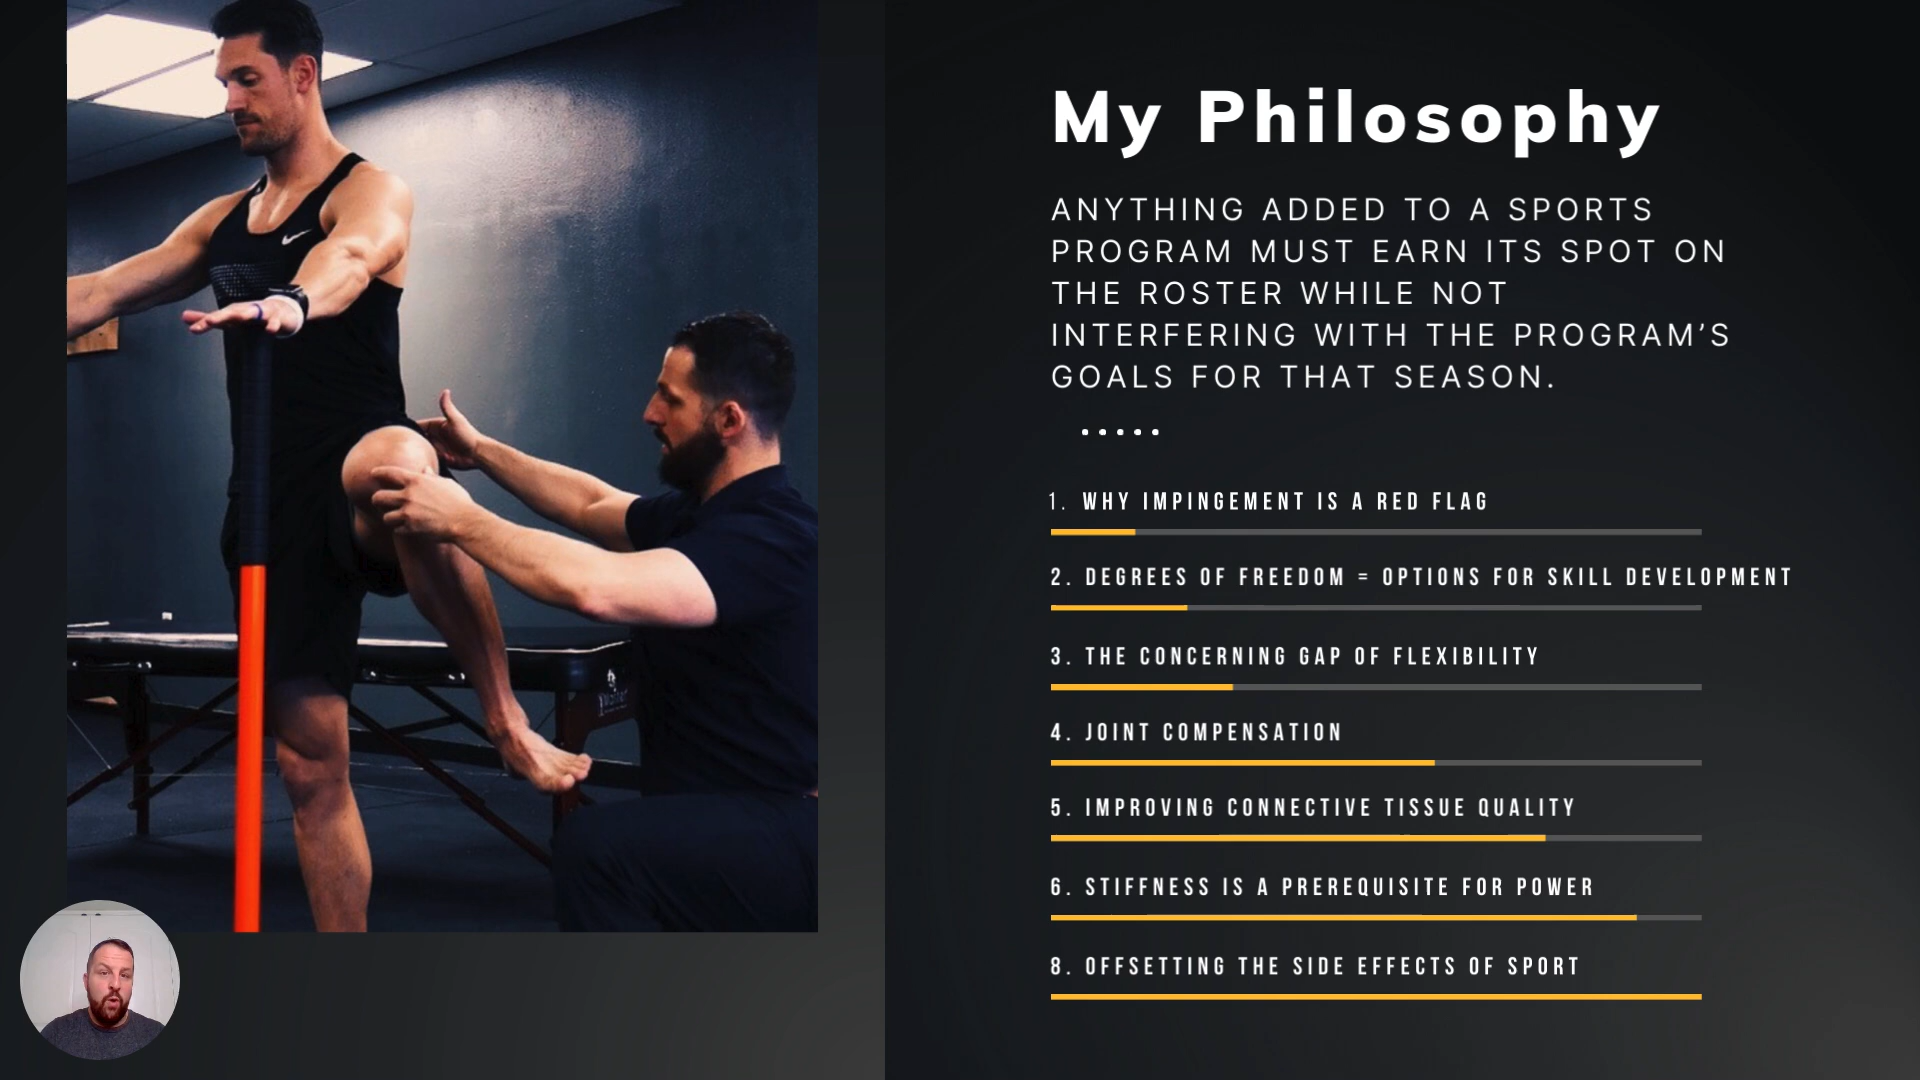 My Philosophy
ANYTHING ADDED TO A SPORTS
PROGRAM MUST EARN ITS SPOT ON
THE ROSTER WHILE NOT
INTERFERING WITH THE PROGRAM’S
GOALS FOR THAT SEASON.
1. WHY IMPINGEMENT IS A RED FLAG
2. DEGREES OF FREEDOM = OPTIONS FOR SKILL DEVELOPMENT
3. THE CONCERNING GAP OF FLEXIBILITY
4. JOINT COMPENSATION
5. IMPROVING CONNECTIVE TISSUE QUALITY
6. STIFFNESS IS A PREREQUISITE FOR POWER
8. OFFSETTING THE SIDE EFFECTS OF SPORT